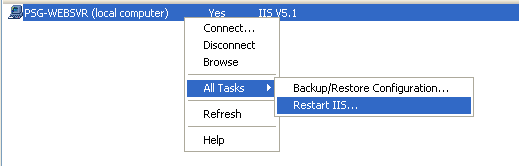 PSG-WEBSVR (local computer) Yes IIS V5.1
Connect...
Disconnect
Browse
All Tasks
Backup/Restore Configuration...
Restart IIS...
Refresh
Help